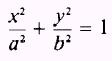 x²/a² + y²/b² = 1